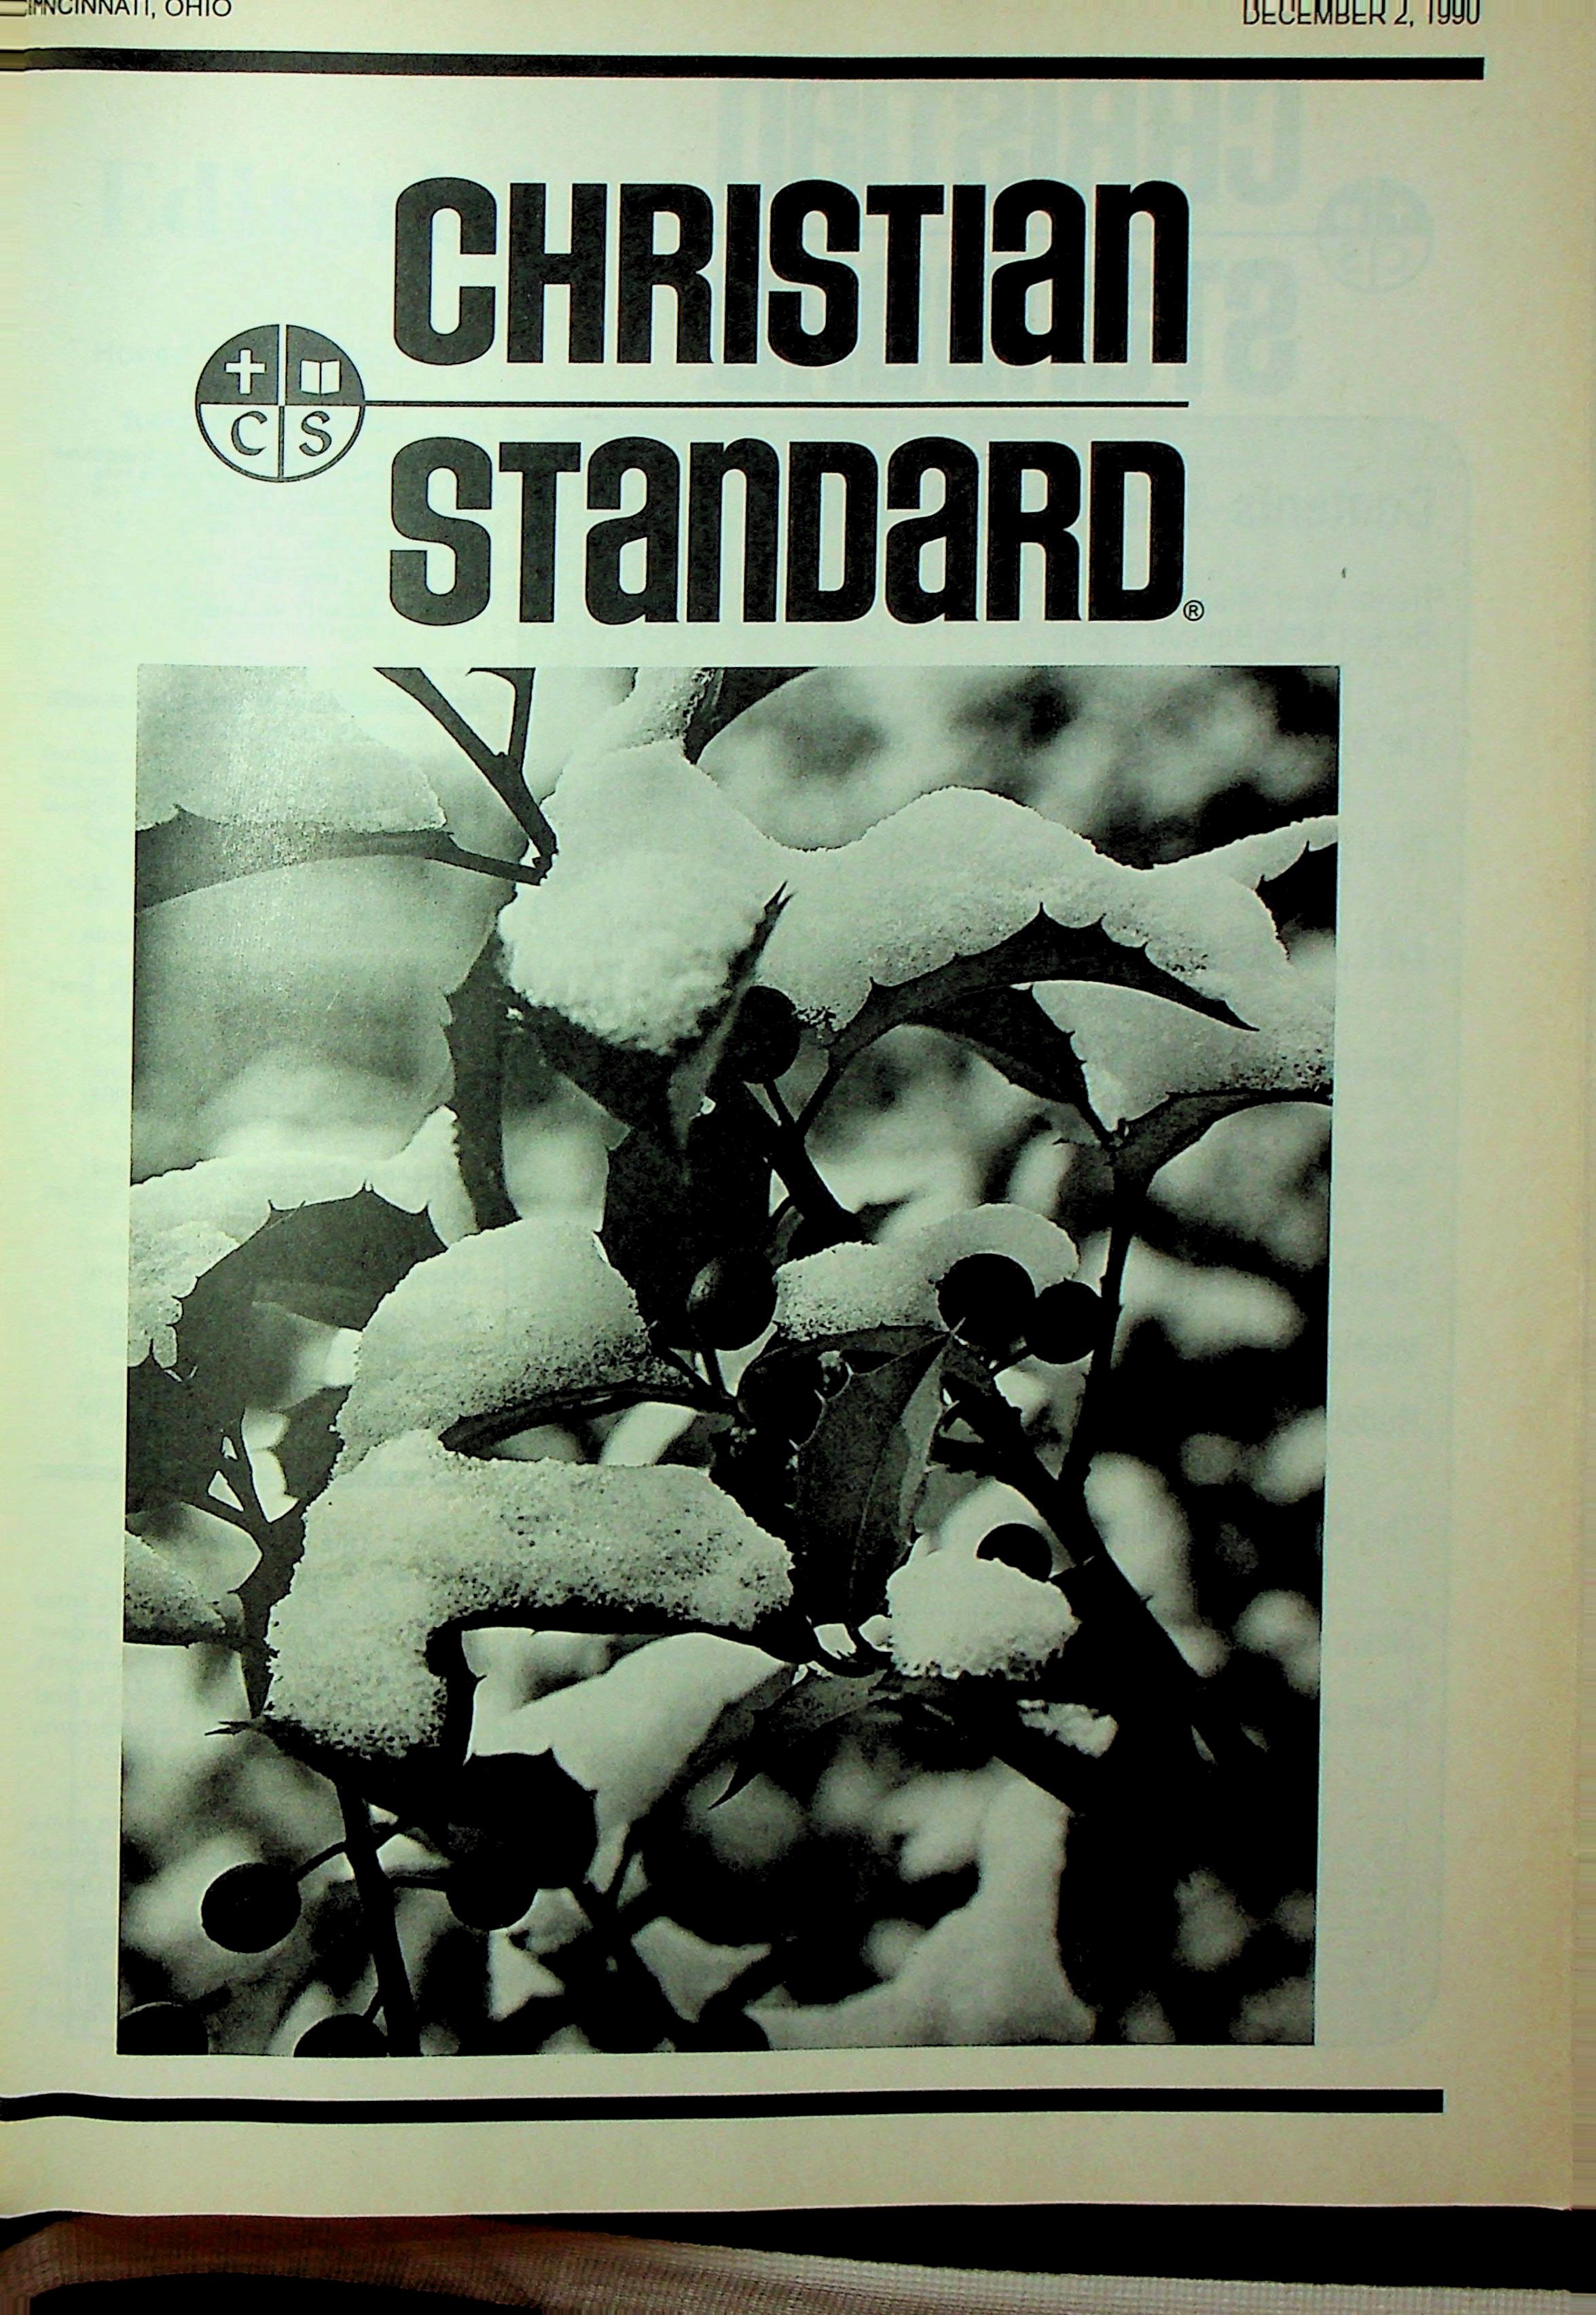 CINCINNATI, OHIO
DECEMBER 2, 1990
CHRISTIAN
C S
STANDARD®